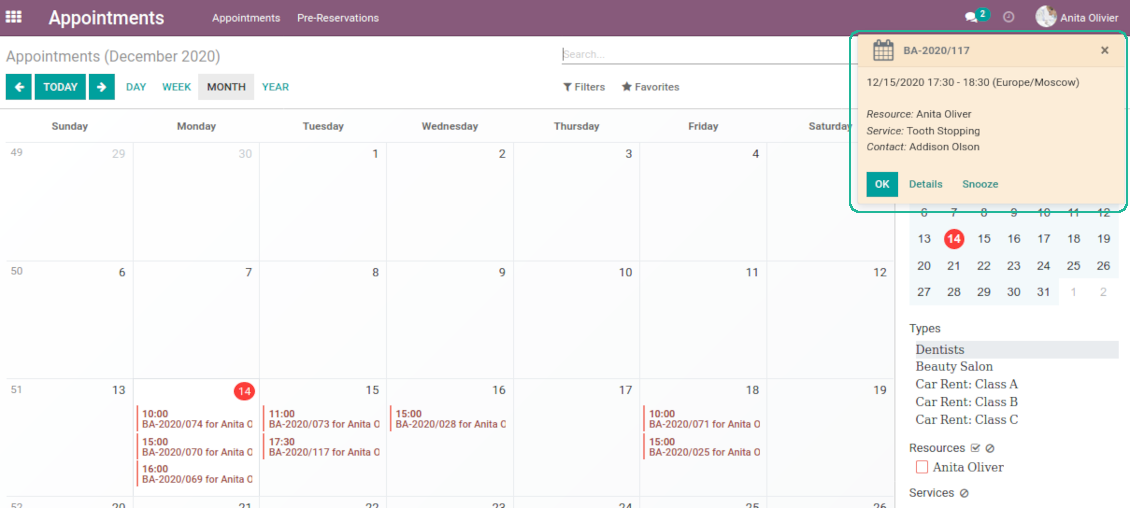 Appointments Appointments Pre-Reservations 2 Anita Olivier
Appointments (December 2020)
Search...
TODAY DAY WEEK MONTH YEAR
Filters Favorites
BA-2020/117
12/15/2020 17:30 - 18:30 (Europe/Moscow)
Resource: Anita Oliver
Service: Tooth Stopping
Contact: Addison Olson
OK Details Snooze
Sunday Monday Tuesday Wednesday Thursday Friday Saturday
49 29 30 1 2 3 4
50 6 7 8 9 10 11 12
51 13 14 15 16 17 18 19
10:00
BA-2020/074 for Anita O
15:00
BA-2020/070 for Anita O
16:00
BA-2020/069 for Anita O
11:00
BA-2020/073 for Anita O
17:30
BA-2020/117 for Anita O
15:00
BA-2020/028 for Anita O
10:00
BA-2020/071 for Anita O
15:00
BA-2020/025 for Anita O
52 20 21 22 23 24 25 26
6 7 8 9 10 11 12
13 14 15 16 17 18 19
20 21 22 23 24 25 26
27 28 29 30 31 1 2
Types
Dentists
Beauty Salon
Car Rent: Class A
Car Rent: Class B
Car Rent: Class C
Resources
Anita Oliver
Services